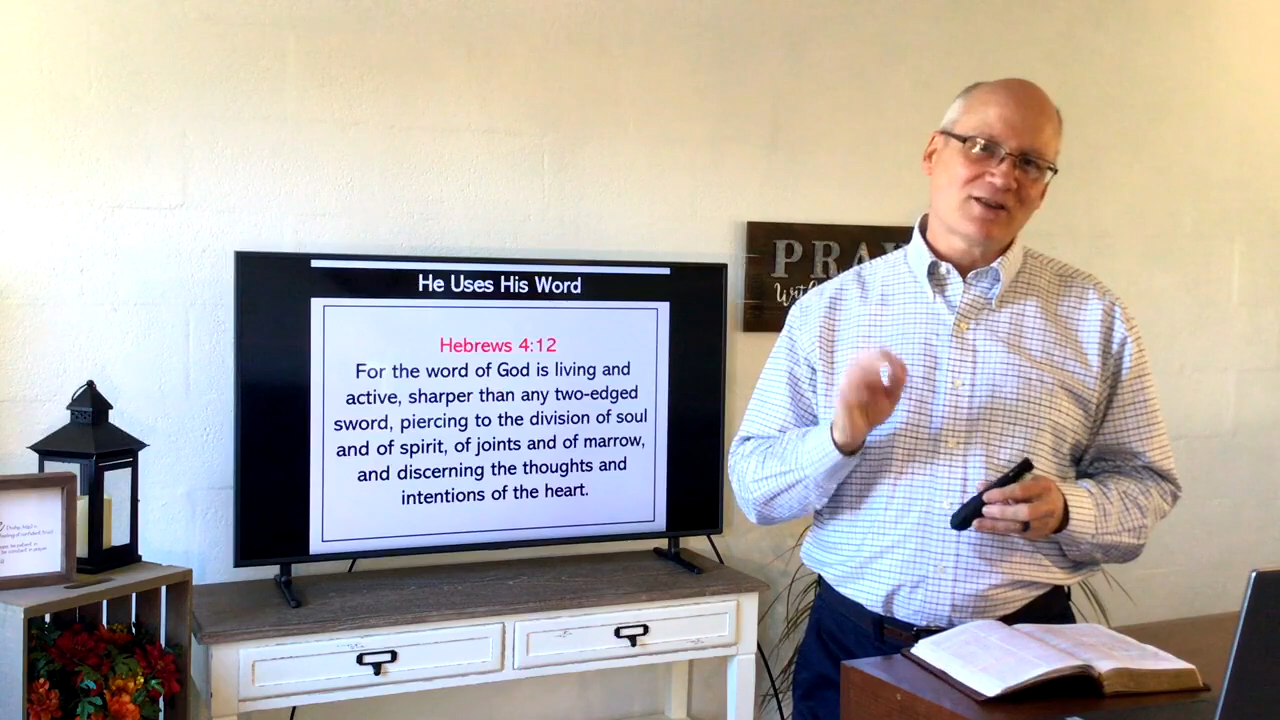 He Uses His Word
Hebrews 4:12
For the word of God is living and
active, sharper than any two-edged
sword, piercing to the division of soul
and of spirit, of joints and of marrow,
and discerning the thoughts and
intentions of the heart.
PRAY